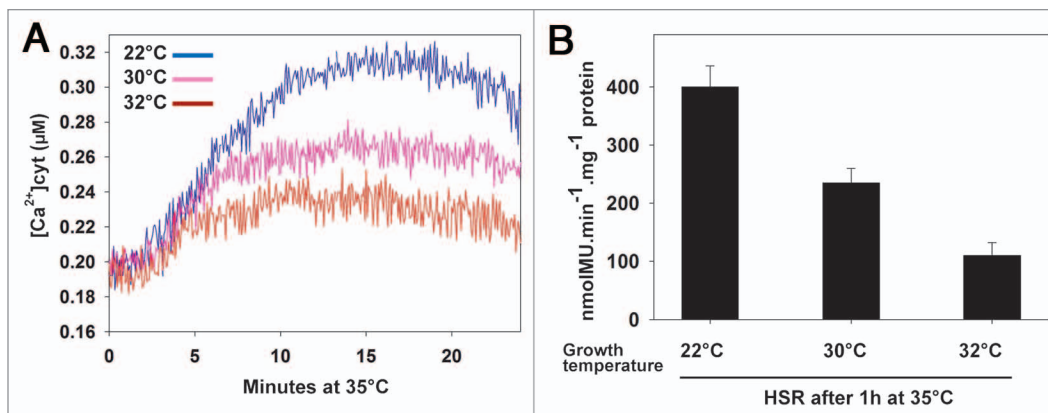 A
22°C
30°C
32°C
0.32
0.30
0.28
0.26
0.24
0.22
0.20
0.18
0.16
[Ca²⁺]cyt (µM)
0 5 10 15 20
Minutes at 35°C
B
nmolMU.min⁻¹.mg⁻¹ protein
400
300
200
100
0
Growth temperature
22°C 30°C 32°C
HSR after 1h at 35°C